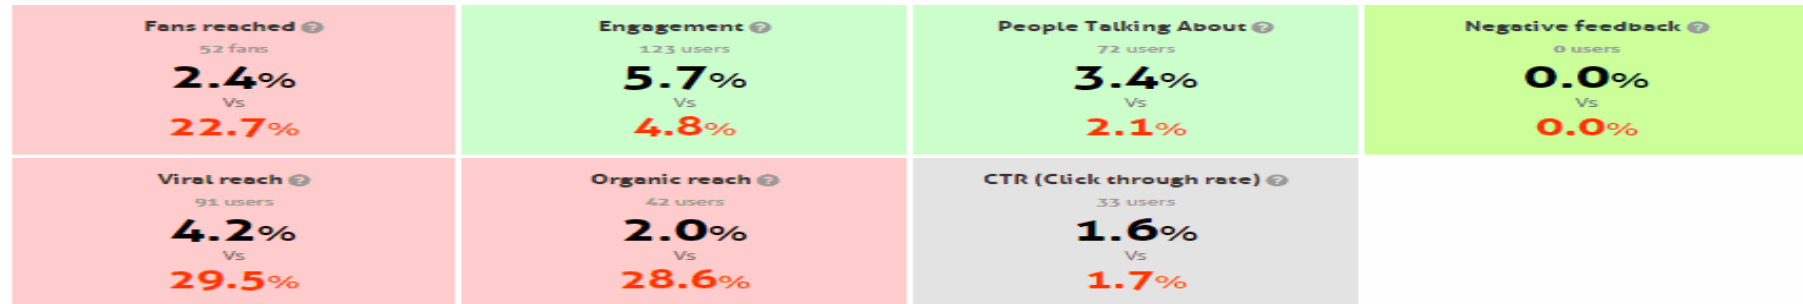 Fans reached ?
52 fans
2.4%
Vs
22.7%
Engagement ?
123 users
5.7%
Vs
4.8%
People Talking About ?
72 users
3.4%
Vs
2.1%
Negative feedback ?
0 users
0.0%
Vs
0.0%
Viral reach ?
91 users
4.2%
Vs
29.5%
Organic reach ?
42 users
2.0%
Vs
28.6%
CTR (Click through rate) ?
33 users
1.6%
Vs
1.7%